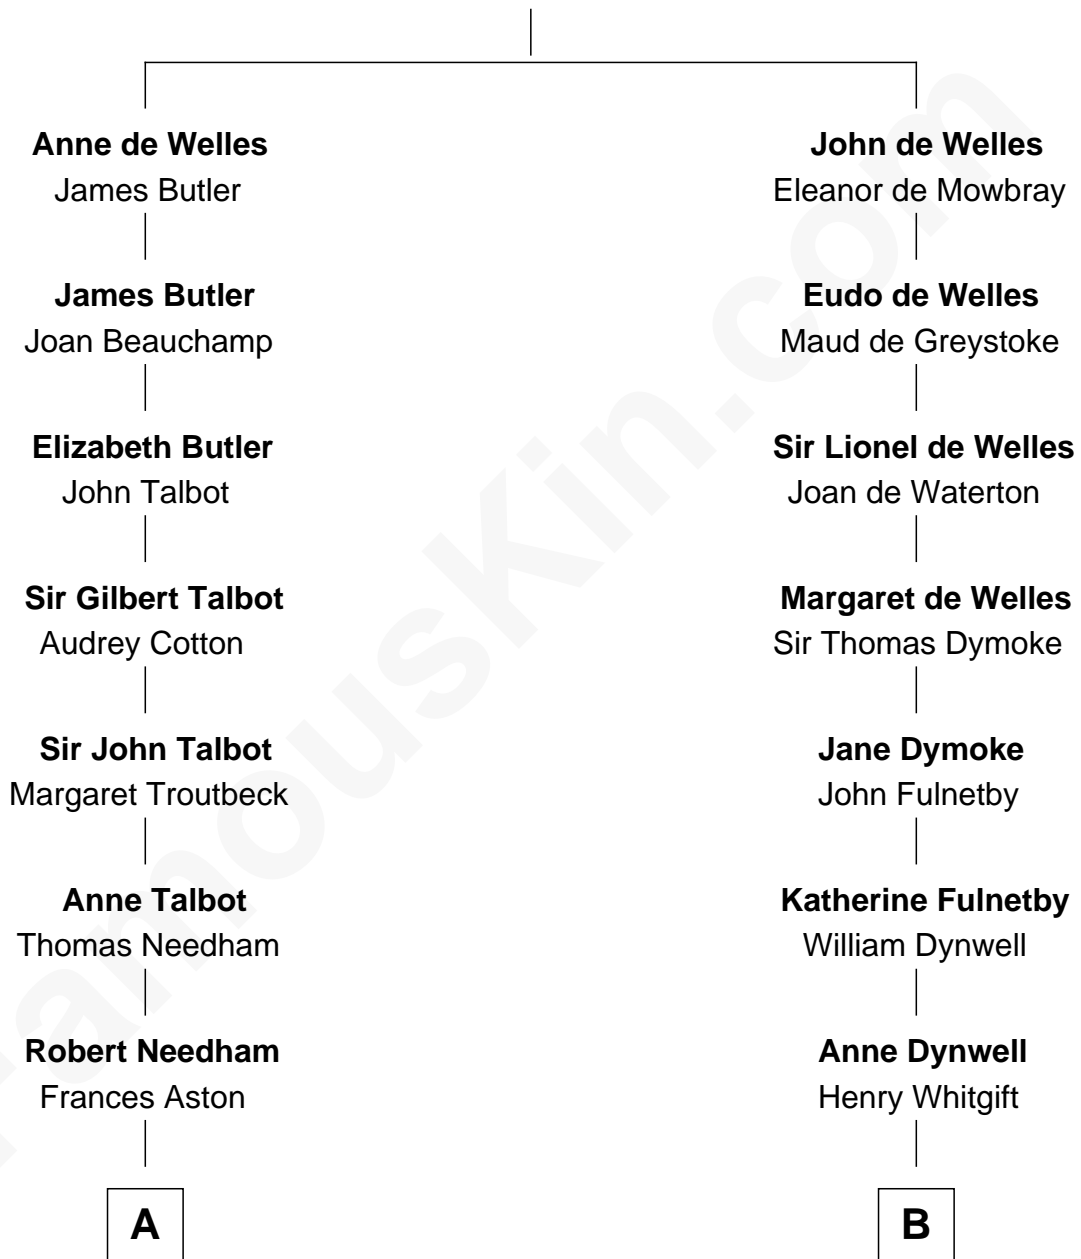 Anne de Welles
James Butler
James Butler
Joan Beauchamp
Elizabeth Butler
John Talbot
Sir Gilbert Talbot
Audrey Cotton
Sir John Talbot
Margaret Troutbeck
Anne Talbot
Thomas Needham
Robert Needham
Frances Aston
A
John de Welles
Eleanor de Mowbray
Eudo de Welles
Maud de Greystoke
Sir Lionel de Welles
Joan de Waterton
Margaret de Welles
Sir Thomas Dymoke
Jane Dymoke
John Fulnetby
Katherine Fulnetby
William Dynwell
Anne Dynwell
Henry Whitgift
B
FamousKin.com